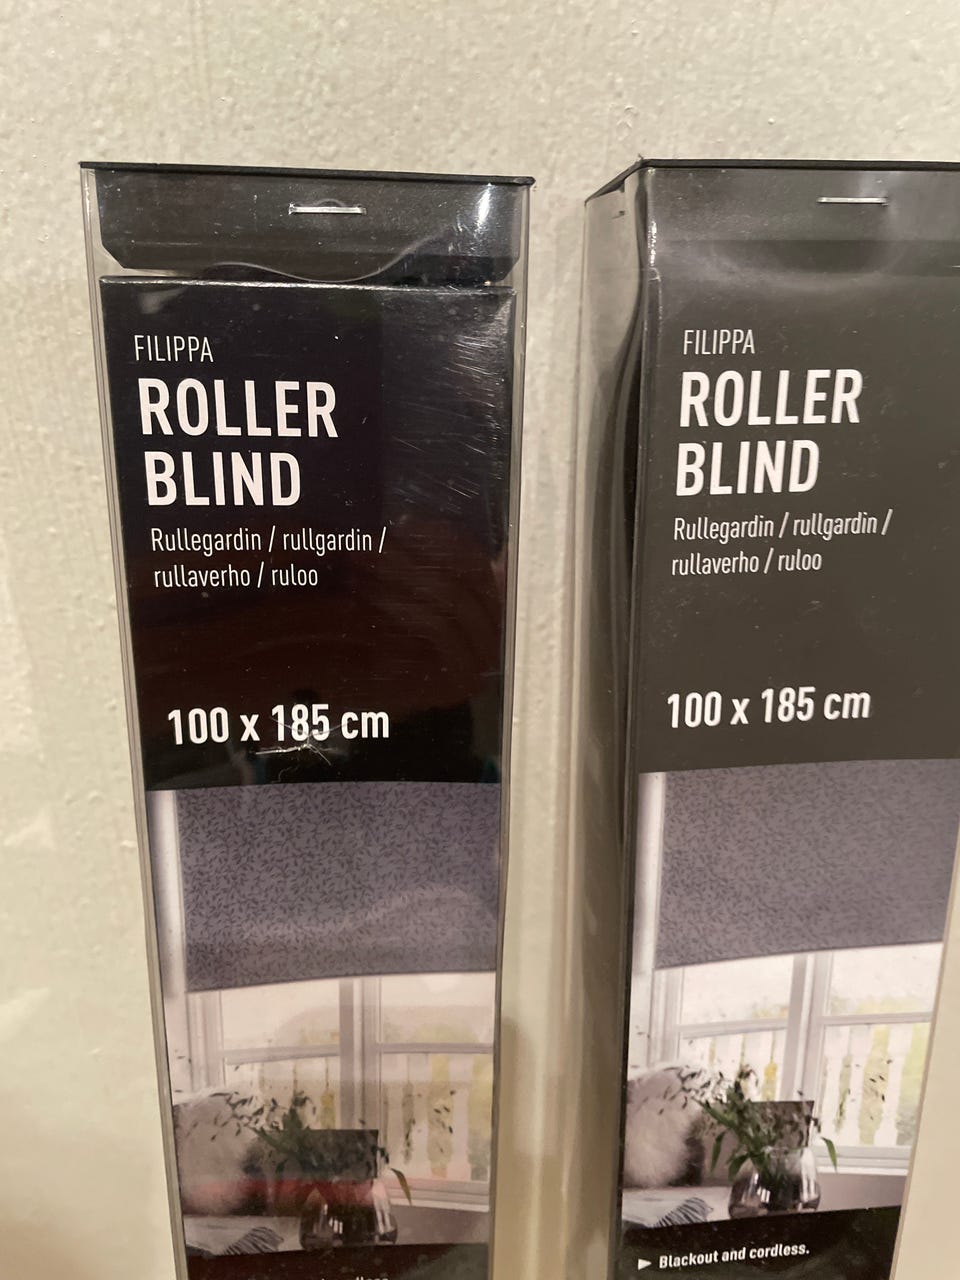 FILIPPA
ROLLER
BLIND
Rullegardin / rullgardin /
rullaverho / ruloo
100 x 185 cm
FILIPPA
ROLLER
BLIND
Rullegardin / rullgardin /
rullaverho / ruloo
100 x 185 cm
Blackout and cordless.